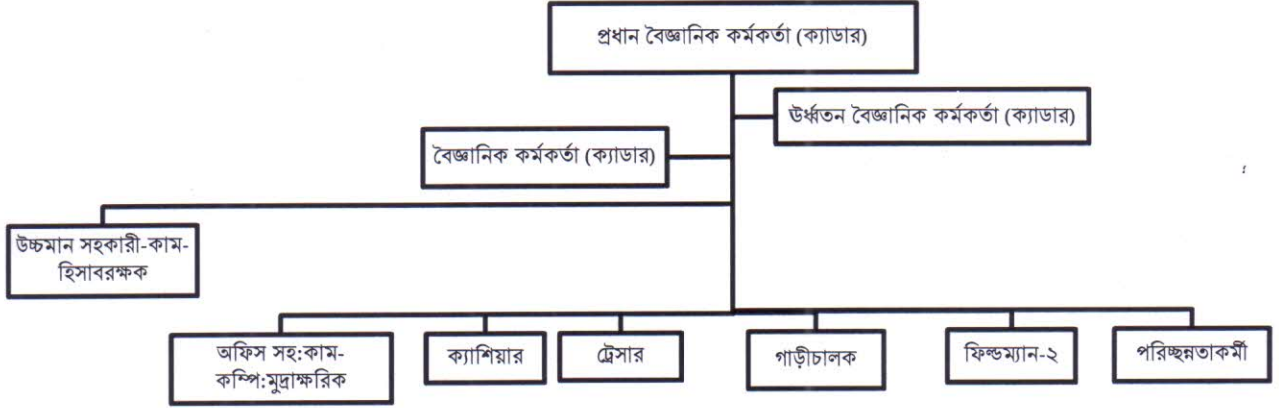 প্রধান বৈজ্ঞানিক কর্মকর্তা (ক্যাডার)
ঊর্ধ্বতন বৈজ্ঞানিক কর্মকর্তা (ক্যাডার)
বৈজ্ঞানিক কর্মকর্তা (ক্যাডার)
উচ্চমান সহকারী-কাম-
হিসাবরক্ষক
অফিস সহ:কাম-
কম্পি:মুদ্রাক্ষরিক
ক্যাশিয়ার
ট্রেসার
গাড়ীচালক
ফিল্ডম্যান-২
পরিচ্ছন্নতাকর্মী